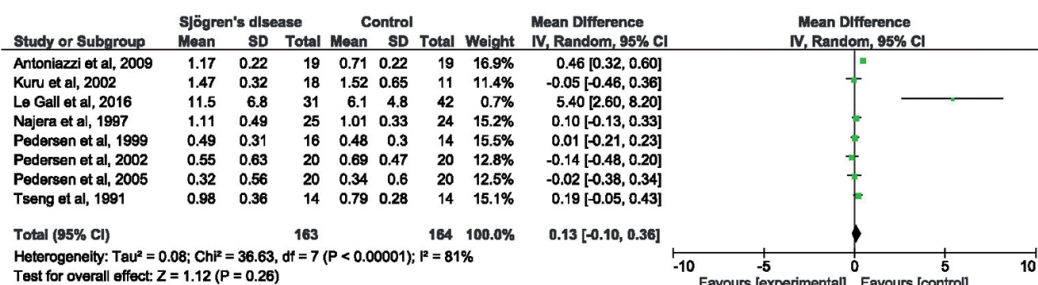 Sjögren's disease Control Mean Difference Mean Difference
Study or Subgroup Mean SD Total Mean SD Total Weight IV, Random, 95% CI IV, Random, 95% CI
Antoniazzi et al, 2009 1.17 0.22 19 0.71 0.22 19 16.9% 0.46 [0.32, 0.60]
Kuru et al, 2002 1.47 0.32 18 1.52 0.65 11 11.4% -0.05 [-0.46, 0.36]
Le Gall et al, 2016 11.5 6.8 31 6.1 4.8 42 0.7% 5.40 [2.60, 8.20]
Najera et al, 1997 1.11 0.49 25 1.01 0.33 24 15.2% 0.10 [-0.13, 0.33]
Pedersen et al, 1999 0.49 0.31 16 0.48 0.3 14 15.5% 0.01 [-0.21, 0.23]
Pedersen et al, 2002 0.55 0.63 20 0.69 0.47 20 12.8% -0.14 [-0.48, 0.20]
Pedersen et al, 2005 0.32 0.56 20 0.34 0.6 20 12.5% -0.02 [-0.38, 0.34]
Tseng et al, 1991 0.98 0.36 14 0.79 0.28 14 15.1% 0.19 [-0.05, 0.43]
Total (95% CI) 163 164 100.0% 0.13 [-0.10, 0.36]
Heterogeneity: Tau² = 0.08; Chi² = 36.63, df = 7 (P < 0.00001); I² = 81%
Test for overall effect: Z = 1.12 (P = 0.26)
-10 -5 0 5 10
Favours [experimental] Favours [control]